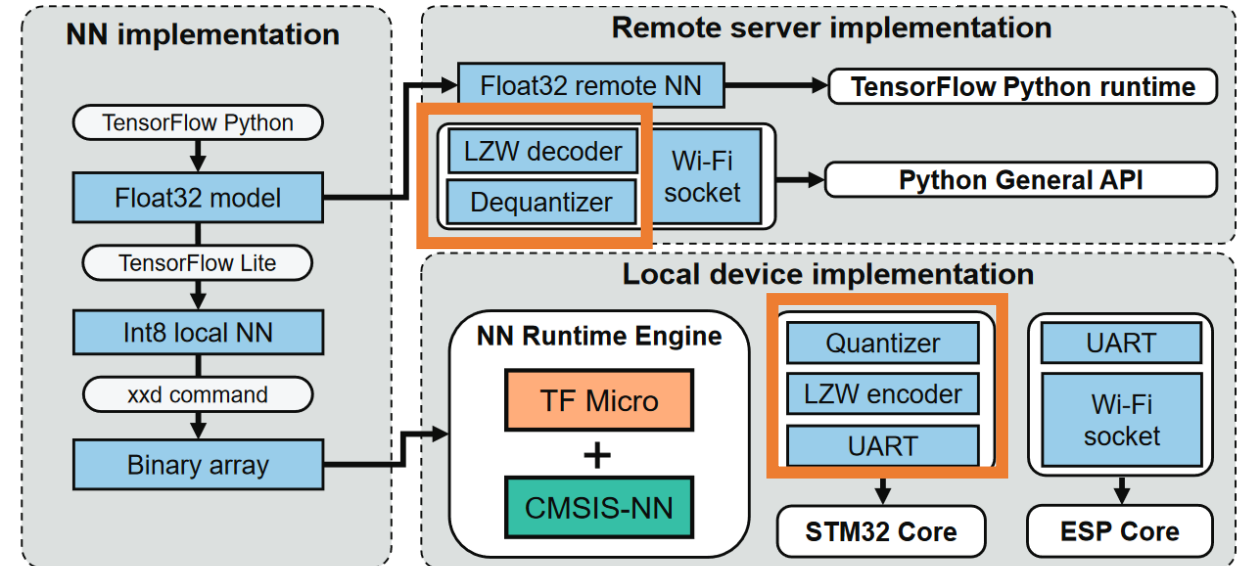 NN implementation
TensorFlow Python
Float32 model
TensorFlow Lite
Int8 local NN
xxd command
Binary array
Remote server implementation
Float32 remote NN
TensorFlow Python runtime
LZW decoder
Dequantizer
Wi-Fi
socket
Python General API
Local device implementation
NN Runtime Engine
TF Micro
+
CMSIS-NN
Quantizer
LZW encoder
UART
STM32 Core
UART
Wi-Fi
socket
ESP Core